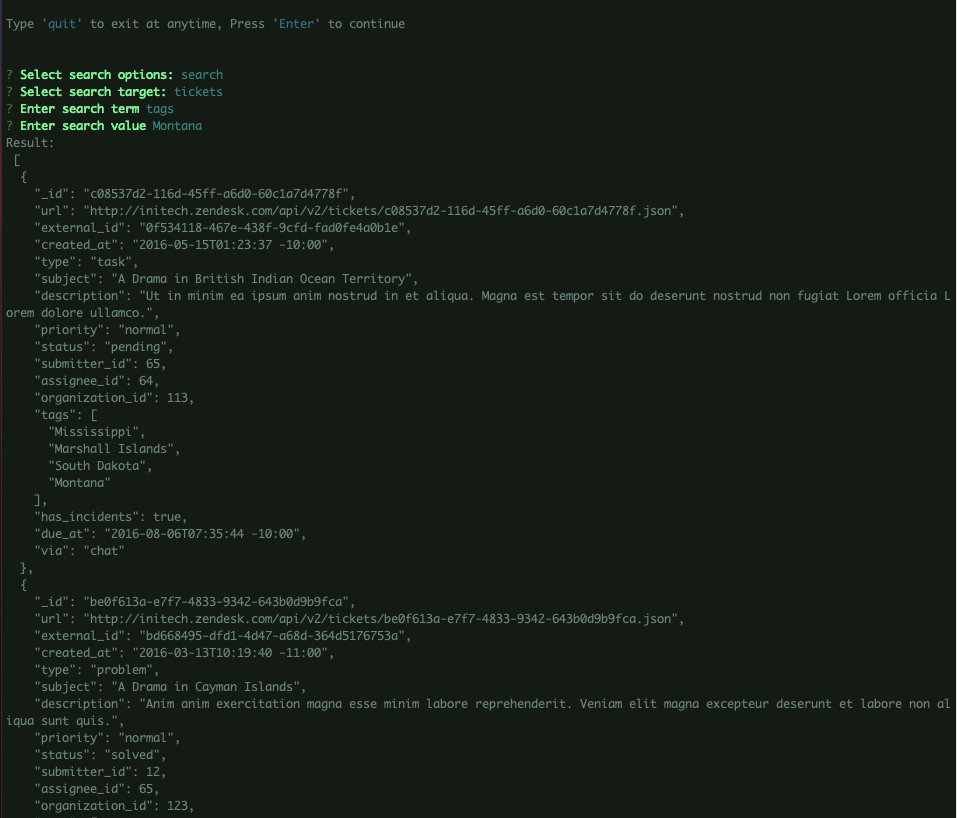 Type 'quit' to exit at anytime, Press 'Enter' to continue
? Select search options: search
? Select search target: tickets
? Enter search term tags
? Enter search value Montana
Result:
[
{
"_id": "c08537d2-116d-45ff-a6d0-60c1a7d4778f",
"url": "http://initech.zendesk.com/api/v2/tickets/c08537d2-116d-45ff-a6d0-60c1a7d4778f.json",
"external_id": "0f534118-467e-438f-9cfd-fad0fe4a0b1e",
"created_at": "2016-05-15T01:23:37 -10:00",
"type": "task",
"subject": "A Drama in British Indian Ocean Territory",
"description": "Ut in minim ea ipsum anim nostrud in et aliqua. Magna est tempor sit do deserunt nostrud non fugiat Lorem officia L
orem dolore ullamco.",
"priority": "normal",
"status": "pending",
"submitter_id": 65,
"assignee_id": 64,
"organization_id": 113,
"tags": [
"Mississippi",
"Marshall Islands",
"South Dakota",
"Montana"
],
"has_incidents": true,
"due_at": "2016-08-06T07:35:44 -10:00",
"via": "chat"
},
{
"_id": "be0f613a-e7f7-4833-9342-643b0d9b9fca",
"url": "http://initech.zendesk.com/api/v2/tickets/be0f613a-e7f7-4833-9342-643b0d9b9fca.json",
"external_id": "bd668495-dfd1-4d47-a68d-364d5176753a",
"created_at": "2016-03-13T10:19:40 -11:00",
"type": "problem",
"subject": "A Drama in Cayman Islands",
"description": "Anim anim exercitation magna esse minim labore reprehenderit. Veniam elit magna excepteur deserunt et labore non al
iqua sunt quis.",
"priority": "normal",
"status": "solved",
"submitter_id": 12,
"assignee_id": 65,
"organization_id": 123,